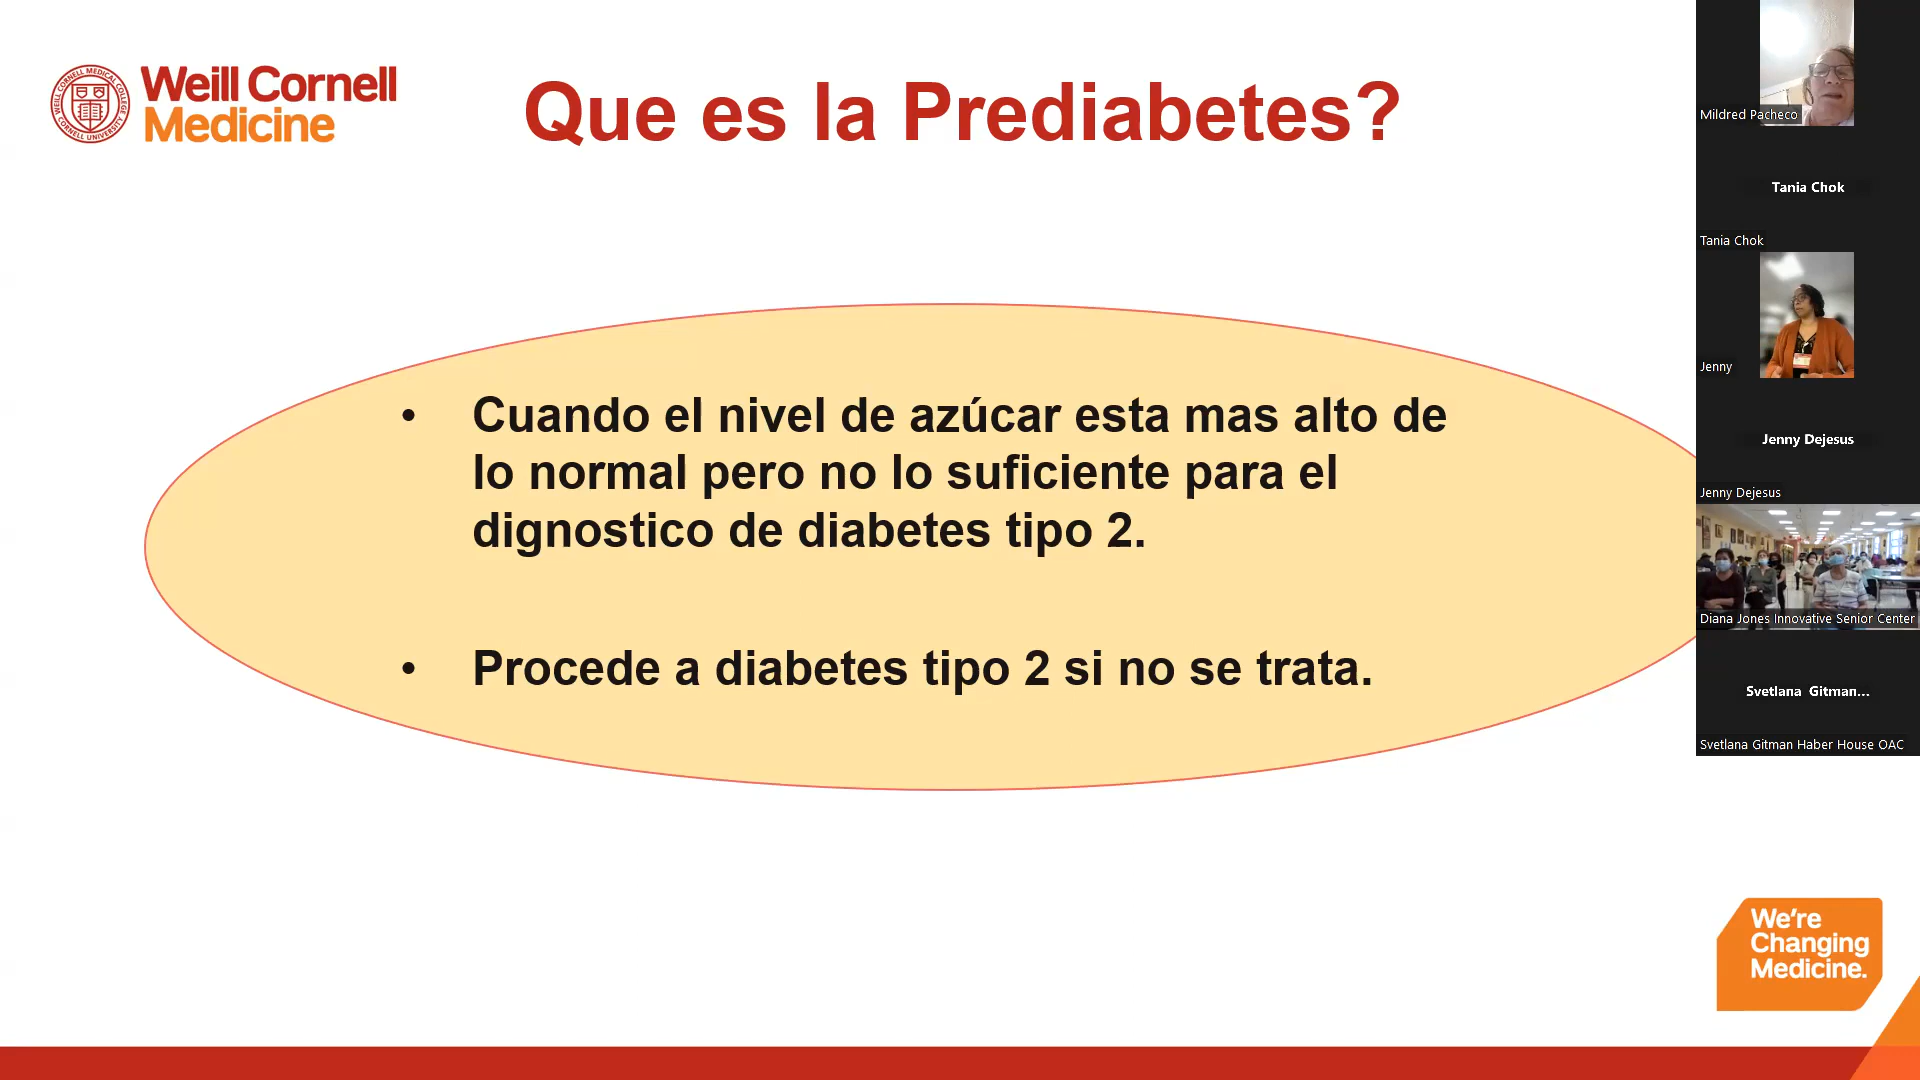 Weill Cornell
Medicine
Que es la Prediabetes?
• Cuando el nivel de azúcar esta mas alto de
lo normal pero no lo suficiente para el
dignostico de diabetes tipo 2.
• Procede a diabetes tipo 2 si no se trata.
Mildred Pacheco
Tania Chok
Tania Chok
Jenny
Jenny Dejesus
Jenny Dejesus
Diana Jones Innovative Senior Center
Svetlana Gitman...
Svetlana Gitman Haber House OAC
We're
Changing
Medicine.